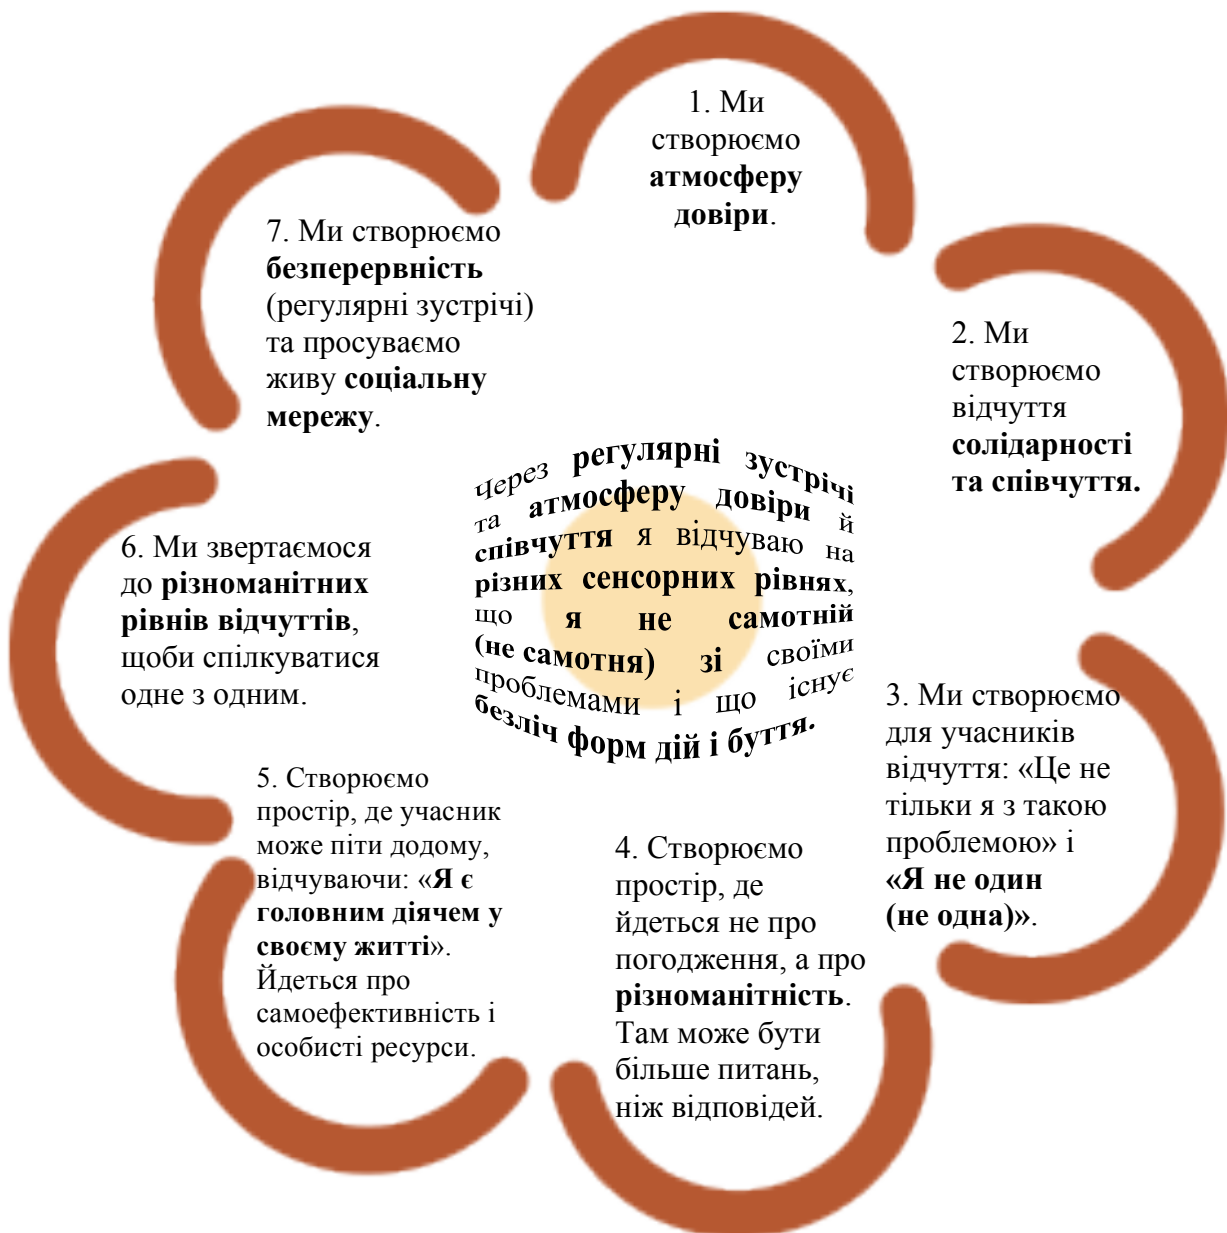 1. Ми
створюємо
атмосферу
довіри.
2. Ми
створюємо
відчуття
солідарності
та співчуття.
3. Ми створюємо
для учасників
відчуття: «Це не
тільки я з такою
проблемою» і
«Я не один
(не одна)».
4. Створюємо
простір, де
йдеться не про
погодження, а про
різноманітність.
Там може бути
більше питань,
ніж відповідей.
5. Створюємо
простір, де учасник
може піти додому,
відчуваючи: «Я є
головним діячем у
своєму житті».
Йдеться про
самоефективність і
особисті ресурси.
6. Ми звертаємося
до різноманітних
рівнів відчуттів,
щоби спілкуватися
одне з одним.
7. Ми створюємо
безперервність
(регулярні зустрічі)
та просуваємо
живу соціальну
мережу.
Через регулярні зустрічі
та атмосферу довіри й
співчуття я відчуваю на
різних сенсорних рівнях,
що я не самотній
(не самотня) зі своїми
проблемами і що існує
безліч форм дій і буття.